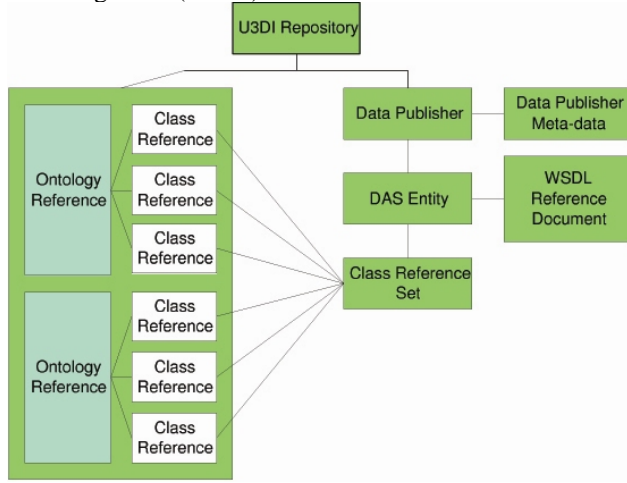 U3DI Repository
Ontology
Reference
Class
Reference
Class
Reference
Class
Reference
Ontology
Reference
Class
Reference
Class
Reference
Class
Reference
Data Publisher
Data Publisher
Meta-data
DAS Entity
WSDL
Reference
Document
Class Reference
Set